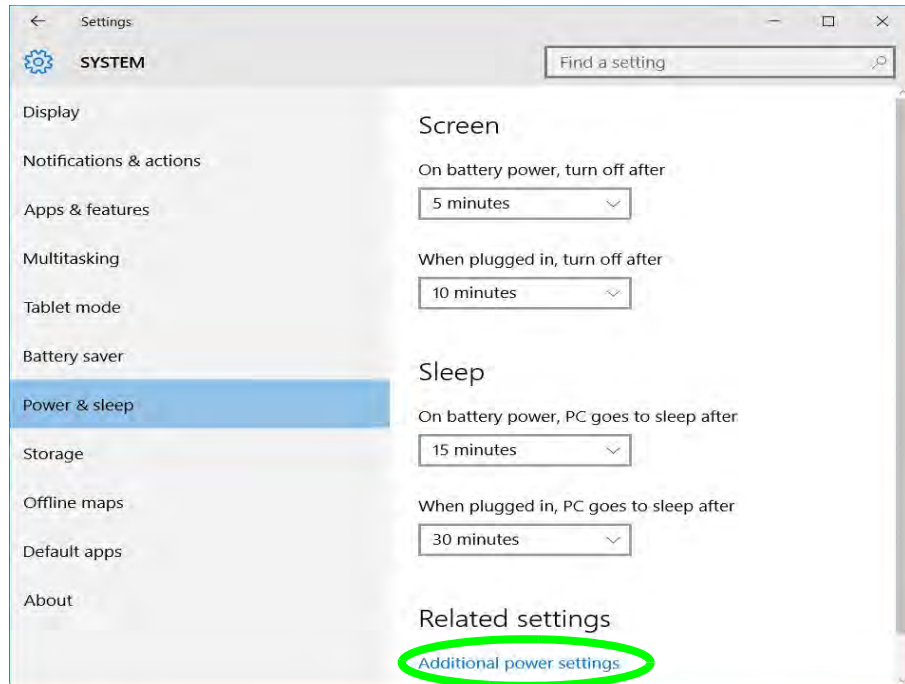 Settings
SYSTEM
Find a setting
Display
Notifications & actions
Apps & features
Multitasking
Tablet mode
Battery saver
Power & sleep
Storage
Offline maps
Default apps
About
Screen
On battery power, turn off after
5 minutes
When plugged in, turn off after
10 minutes
Sleep
On battery power, PC goes to sleep after
15 minutes
When plugged in, PC goes to sleep after
30 minutes
Related settings
Additional power settings